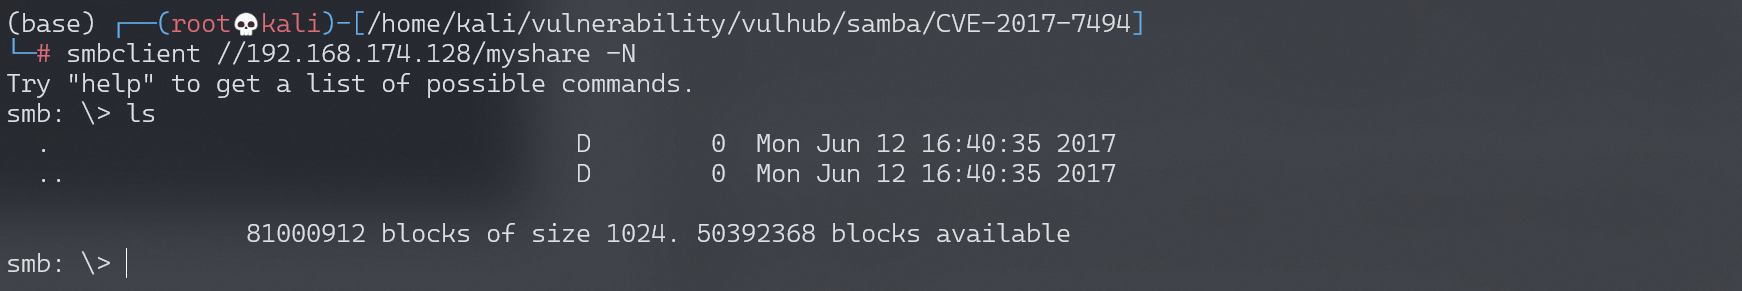 (base) ┌──(root💀kali)-[/home/kali/vulnerability/vulhub/samba/CVE-2017-7494]
└─# smbclient //192.168.174.128/myshare -N
Try "help" to get a list of possible commands.
smb: \> ls
  .                                   D        0  Mon Jun 12 16:40:35 2017
  ..                                  D        0  Mon Jun 12 16:40:35 2017
                81000912 blocks of size 1024. 50392368 blocks available
smb: \>